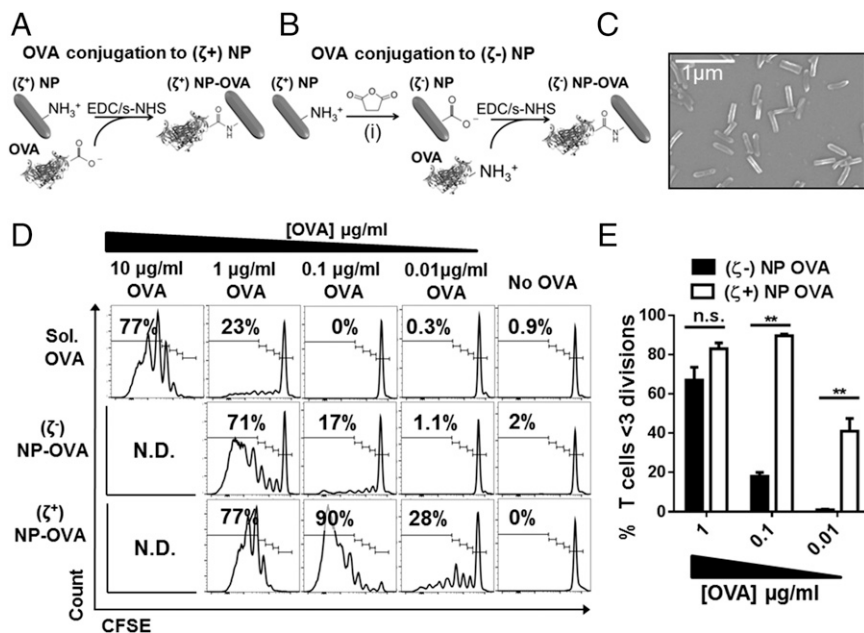 A
OVA conjugation to (ζ+) NP
(ζ⁺) NP
NH₃⁺
EDC/s-NHS
(ζ⁺) NP-OVA
OVA
O
O⁻
O
N
H
B
OVA conjugation to (ζ-) NP
(ζ⁺) NP
NH₃⁺
O
O
O
(i)
(ζ⁻) NP
O
O⁻
EDC/s-NHS
(ζ⁻) NP-OVA
OVA
NH₃⁺
O
N
H
C
1µm
D
[OVA] µg/ml
10 µg/ml OVA
1 µg/ml OVA
0.1 µg/ml OVA
0.01µg/ml OVA
No OVA
Sol. OVA
77%
23%
0%
0.3%
0.9%
(ζ⁻) NP-OVA
N.D.
71%
17%
1.1%
2%
(ζ⁺) NP-OVA
N.D.
77%
90%
28%
0%
Count
CFSE
E
(ζ-) NP OVA
(ζ+) NP OVA
% T cells <3 divisions
100
80
60
40
20
0
n.s.
**
**
1
0.1
0.01
[OVA] µg/ml